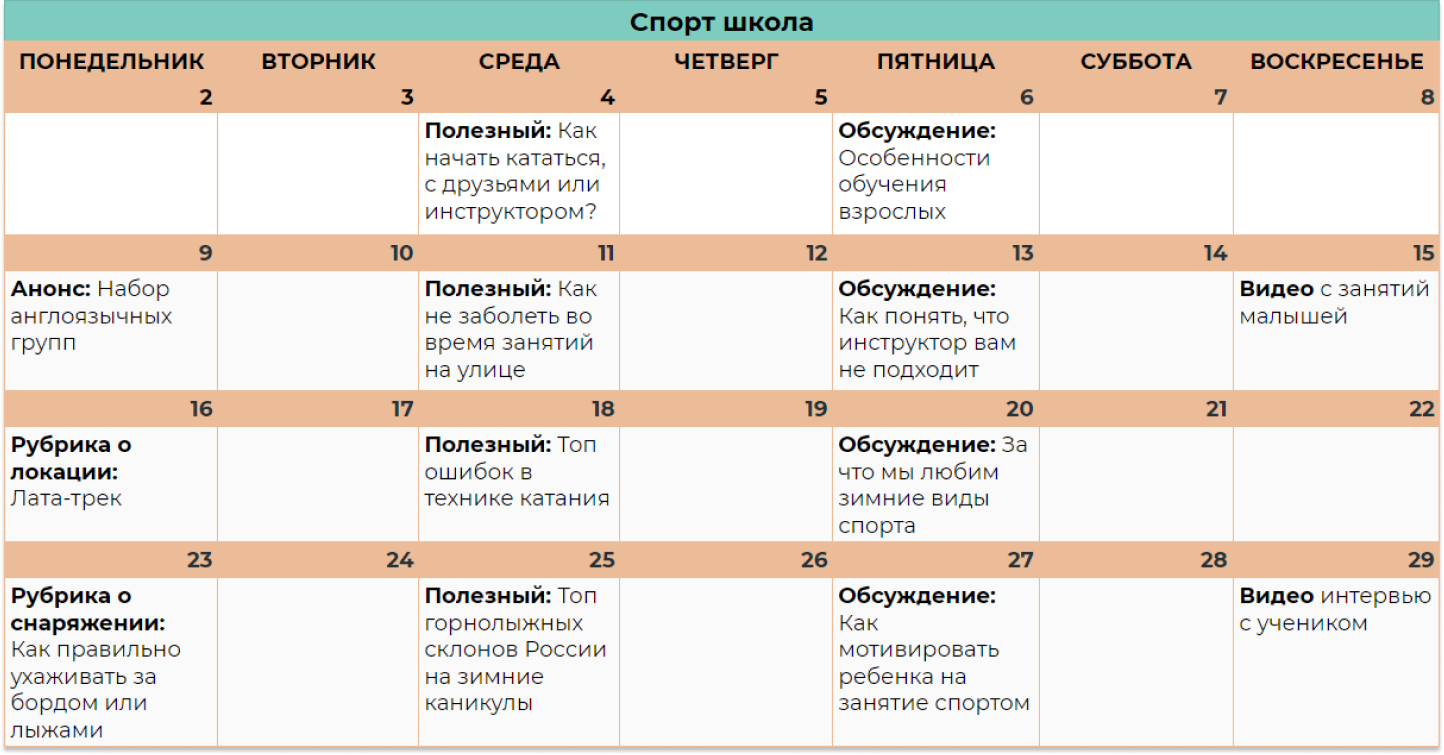 Спорт школа
ПОНЕДЕЛЬНИК ВТОРНИК СРЕДА ЧЕТВЕРГ ПЯТНИЦА СУББОТА ВОСКРЕСЕНЬЕ
2 3 4 5 6 7 8
Полезный: Как
начать кататься,
с друзьями или
инструктором?
Обсуждение:
Особенности
обучения
взрослых
9 10 11 12 13 14 15
Анонс: Набор
англоязычных
групп
Полезный: Как
не заболеть во
время занятий
на улице
Обсуждение:
Как понять, что
инструктор вам
не подходит
Видео с занятий
малышей
16 17 18 19 20 21 22
Рубрика о
локации:
Лата-трек
Полезный: Топ
ошибок в
технике катания
Обсуждение: За
что мы любим
зимние виды
спорта
23 24 25 26 27 28 29
Рубрика о
снаряжении:
Как правильно
ухаживать за
бордом или
лыжами
Полезный: Топ
горнолыжных
склонов России
на зимние
каникулы
Обсуждение:
Как
мотивировать
ребенка на
занятие спортом
Видео интервью
с учеником